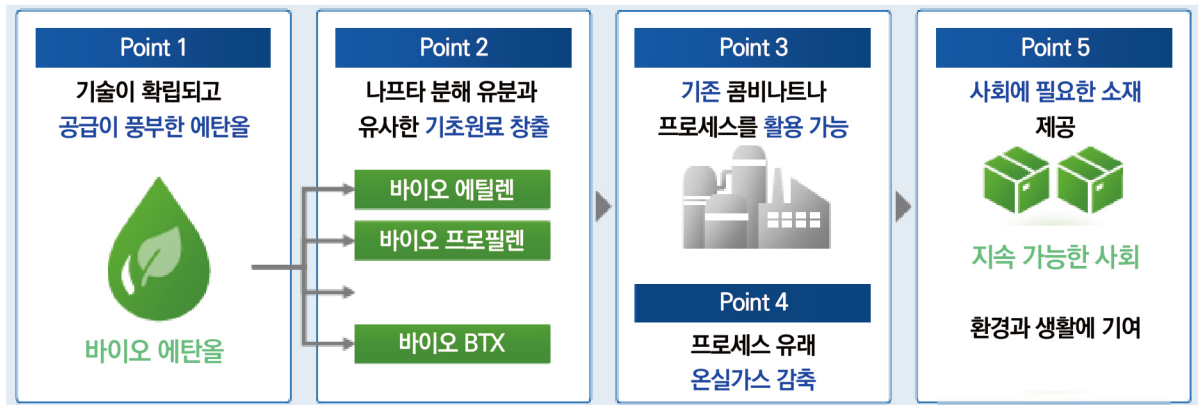 Point 1
기술이 확립되고
공급이 풍부한 에탄올
바이오 에탄올
Point 2
나프타 분해 유분과
유사한 기초원료 창출
바이오 에틸렌
바이오 프로필렌
바이오 BTX
Point 3
기존 콤비나트나
프로세스를 활용 가능
Point 4
프로세스 유래
온실가스 감축
Point 5
사회에 필요한 소재
제공
지속 가능한 사회
환경과 생활에 기여